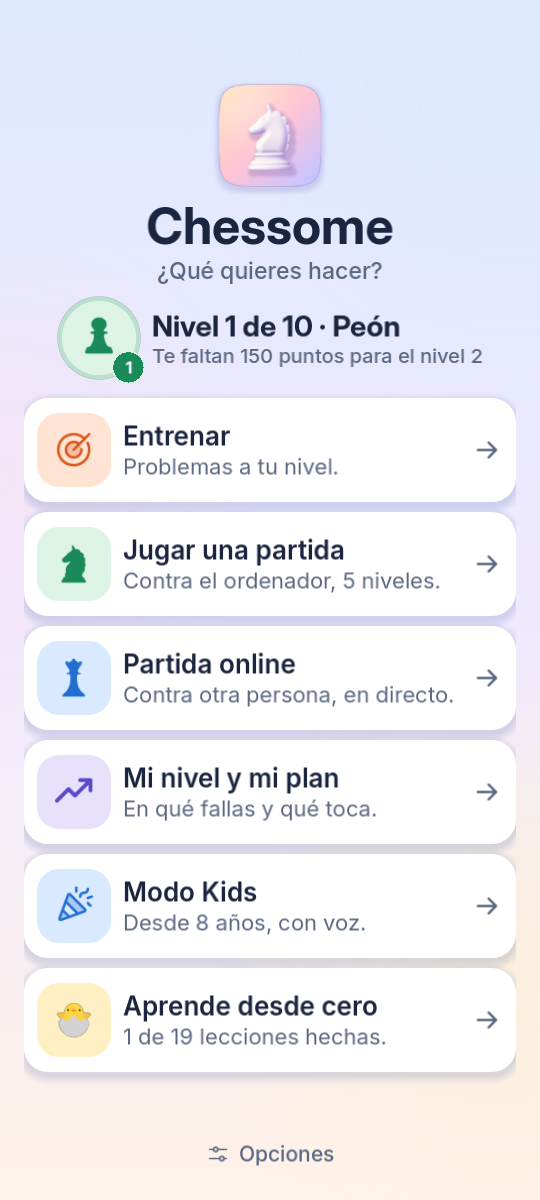 Chessome
¿Qué quieres hacer?
Nivel 1 de 10 · Peón
1
Te faltan 150 puntos para el nivel 2
Entrenar
Problemas a tu nivel.
Jugar una partida
Contra el ordenador, 5 niveles.
Partida online
Contra otra persona, en directo.
Mi nivel y mi plan
En qué fallas y qué toca.
Modo Kids
Desde 8 años, con voz.
Aprende desde cero
1 de 19 lecciones hechas.
Opciones